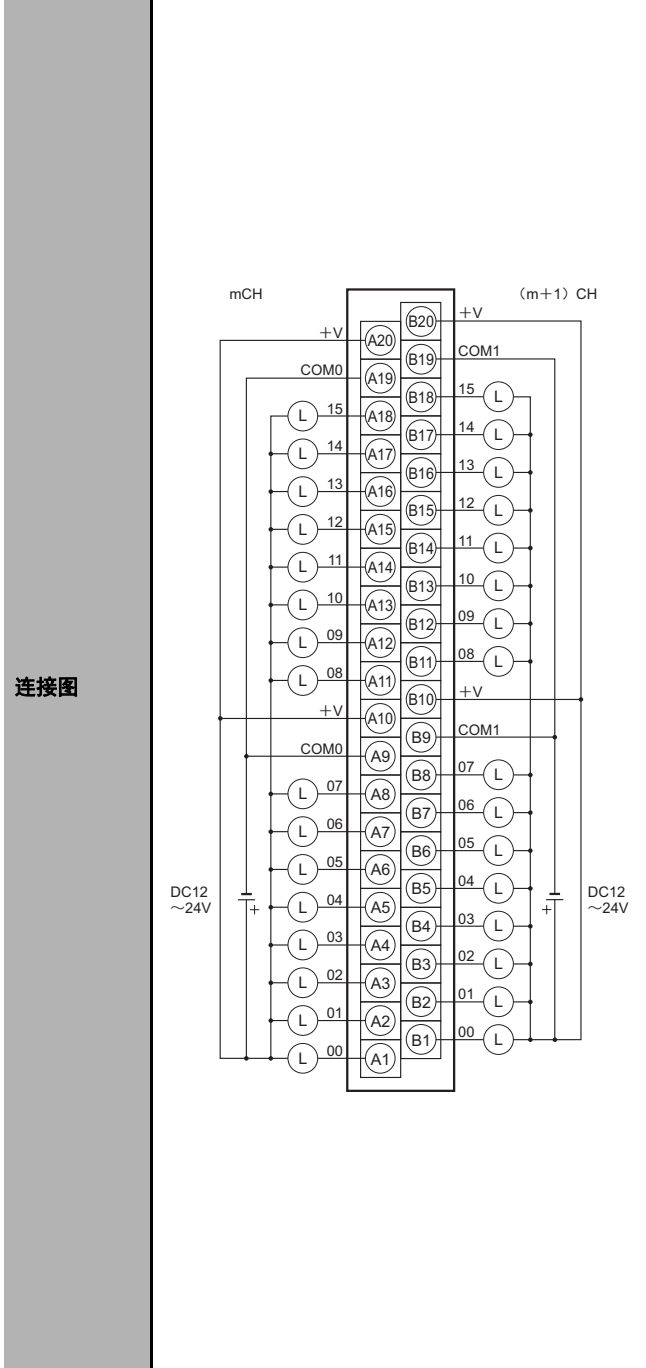 连接图
mCH
（m＋1）CH
＋V A20 B20 ＋V
COM0 A19 B19 COM1
L 15 A18 B18 15 L
L 14 A17 B17 14 L
L 13 A16 B16 13 L
L 12 A15 B15 12 L
L 11 A14 B14 11 L
L 10 A13 B13 10 L
L 09 A12 B12 09 L
L 08 A11 B11 08 L
＋V A10 B10 ＋V
COM0 A9 B9 COM1
L 07 A8 B8 07 L
L 06 A7 B7 06 L
L 05 A6 B6 05 L
L 04 A5 B5 04 L
L 03 A4 B4 03 L
L 02 A3 B3 02 L
L 01 A2 B2 01 L
L 00 A1 B1 00 L
DC12
～24V
+
DC12
～24V
+